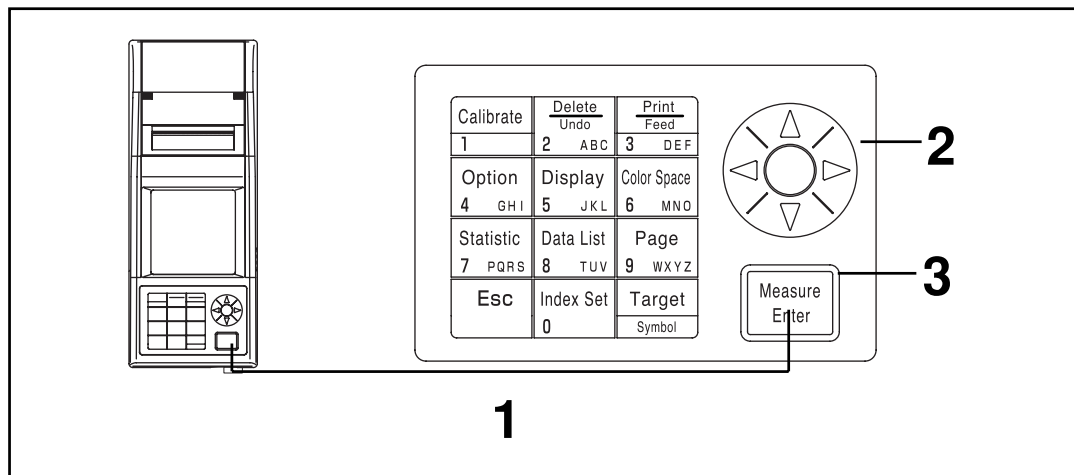 Calibrate
1
Delete
Undo
2 ABC
Print
Feed
3 DEF
Option
4 GHI
Display
5 JKL
Color Space
6 MNO
Statistic
7 PQRS
Data List
8 TUV
Page
9 WXYZ
Esc
Index Set
0
Target
Symbol
Measure
Enter
2
3
1